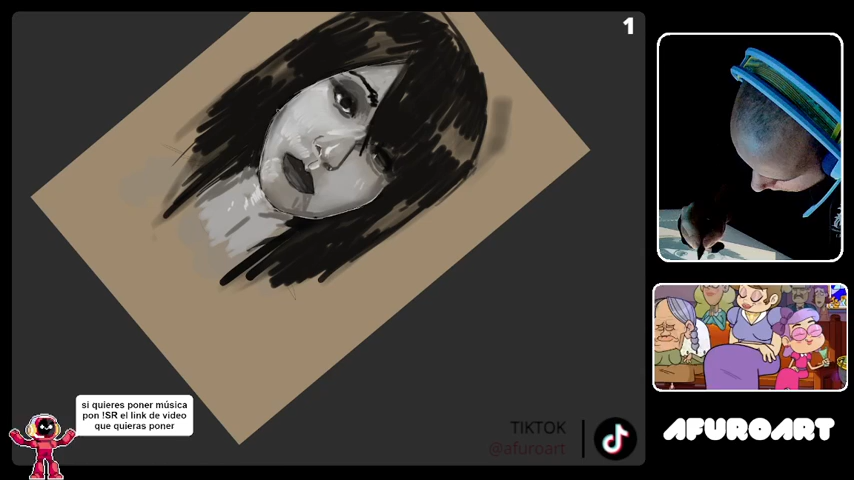 1
si quieres poner música
pon !SR el link de video
que quieras poner
TIKTOK
@afuroart
AFUROART